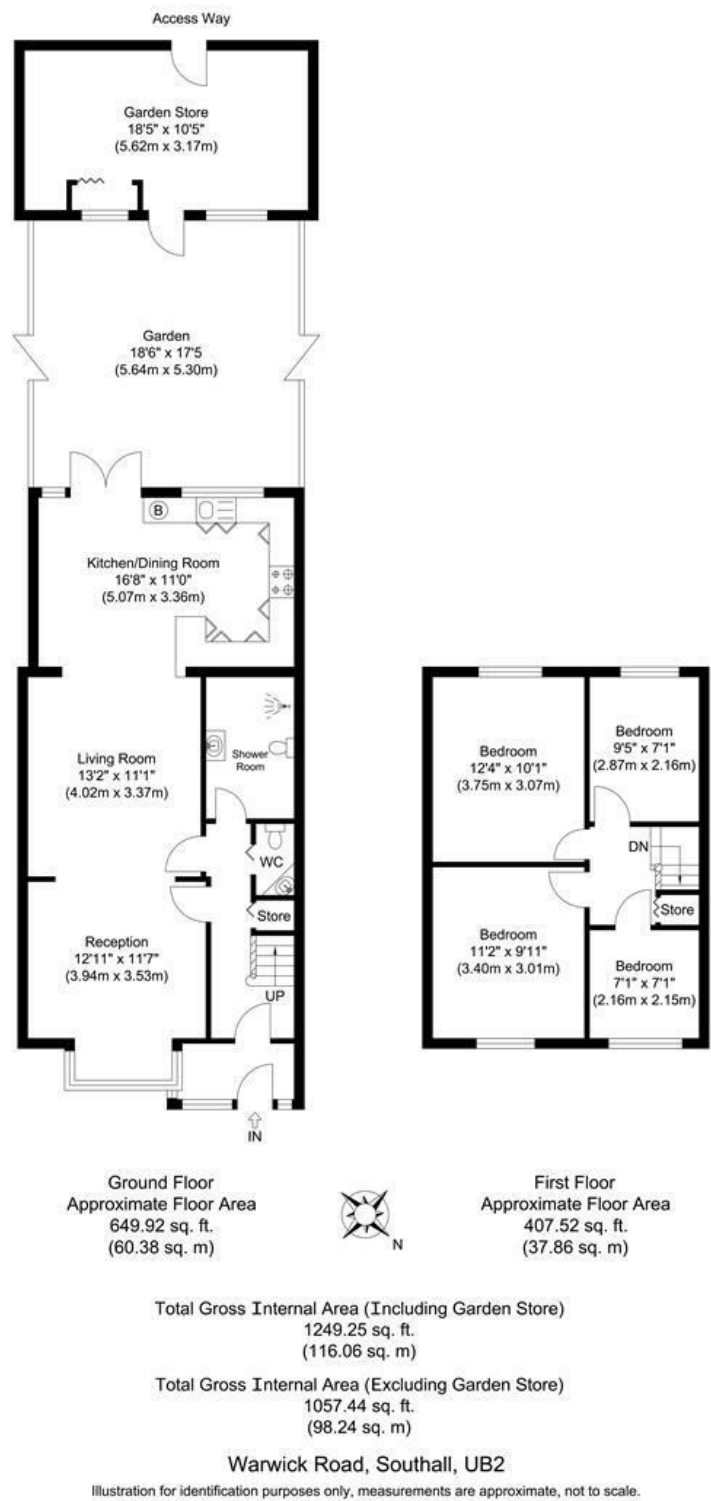 Access Way
Garden Store
18'5" x 10'5"
(5.62m x 3.17m)
Garden
18'6" x 17'5
(5.64m x 5.30m)
B
Kitchen/Dining Room
16'8" x 11'0"
(5.07m x 3.36m)
Living Room
13'2" x 11'1"
(4.02m x 3.37m)
Shower
Room
WC
Store
Reception
12'11" x 11'7"
(3.94m x 3.53m)
UP
IN
Bedroom
12'4" x 10'1"
(3.75m x 3.07m)
Bedroom
9'5" x 7'1"
(2.87m x 2.16m)
DN
Store
Bedroom
11'2" x 9'11"
(3.40m x 3.01m)
Bedroom
7'1" x 7'1"
(2.16m x 2.15m)
Ground Floor
Approximate Floor Area
649.92 sq. ft.
(60.38 sq. m)
N
First Floor
Approximate Floor Area
407.52 sq. ft.
(37.86 sq. m)
Total Gross Internal Area (Including Garden Store)
1249.25 sq. ft.
(116.06 sq. m)
Total Gross Internal Area (Excluding Garden Store)
1057.44 sq. ft.
(98.24 sq. m)
Warwick Road, Southall, UB2
Illustration for identification purposes only, measurements are approximate, not to scale.